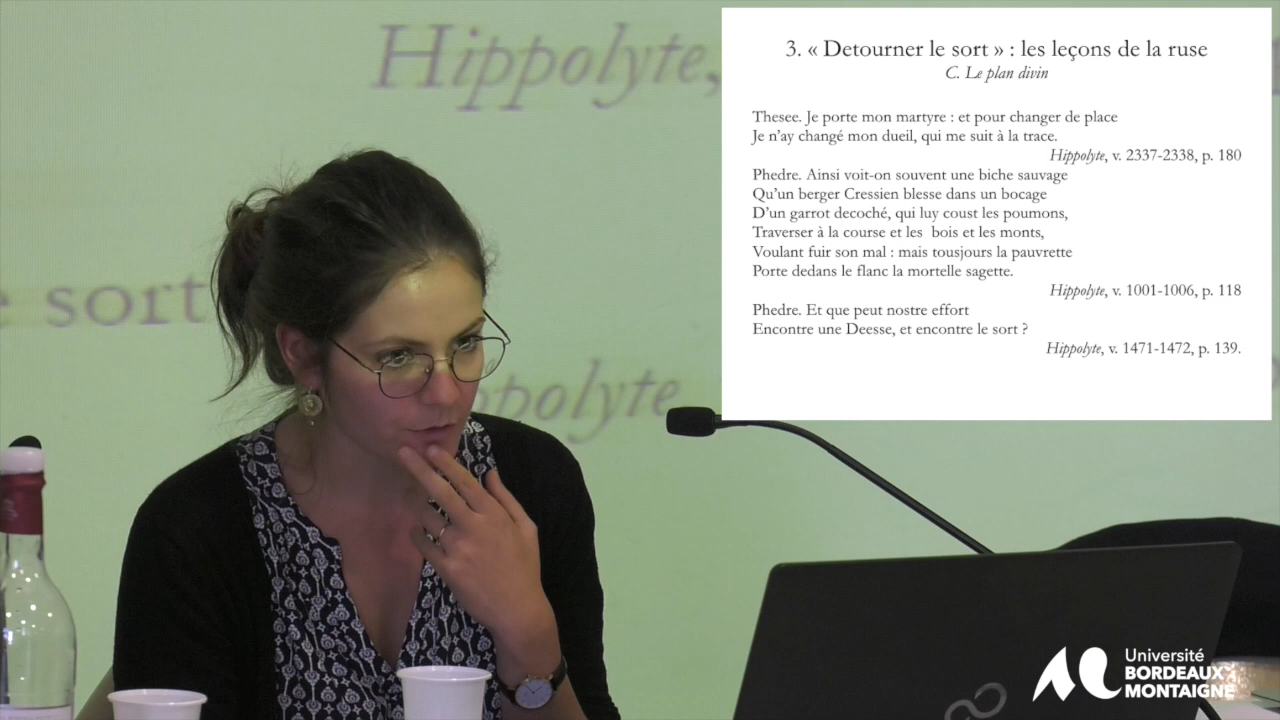 Hippolyte,
e sort
ppolyte
3. « Detourner le sort » : les leçons de la ruse
C. Le plan divin
Thesee. Je porte mon martyre : et pour changer de place
Je n'ay changé mon dueil, qui me suit à la trace.
Hippolyte, v. 2337-2338, p. 180
Phedre. Ainsi voit-on souvent une biche sauvage
Qu'un berger Cressien blesse dans un bocage
D'un garrot decoché, qui luy coust les poumons,
Traverser à la course et les bois et les monts,
Voulant fuir son mal : mais tousjours la pauvrette
Porte dedans le flanc la mortelle sagette.
Hippolyte, v. 1001-1006, p. 118
Phedre. Et que peut nostre effort
Encontre une Deesse, et encontre le sort ?
Hippolyte, v. 1471-1472, p. 139.
Université
BORDEAUX
MONTAIGNE